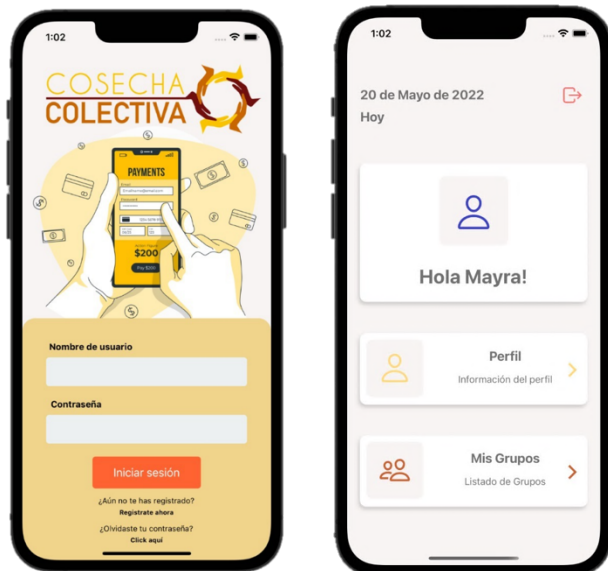 1:02
COSECHA
COLECTIVA
PAYMENTS
$200
Pay $200
Nombre de usuario
Contraseña
Iniciar sesión
¿Aún no te has registrado?
Registrate ahora
¿Olvidaste tu contraseña?
Click aquí
1:02
20 de Mayo de 2022
Hoy
Hola Mayra!
Perfil
Información del perfil
Mis Grupos
Listado de Grupos